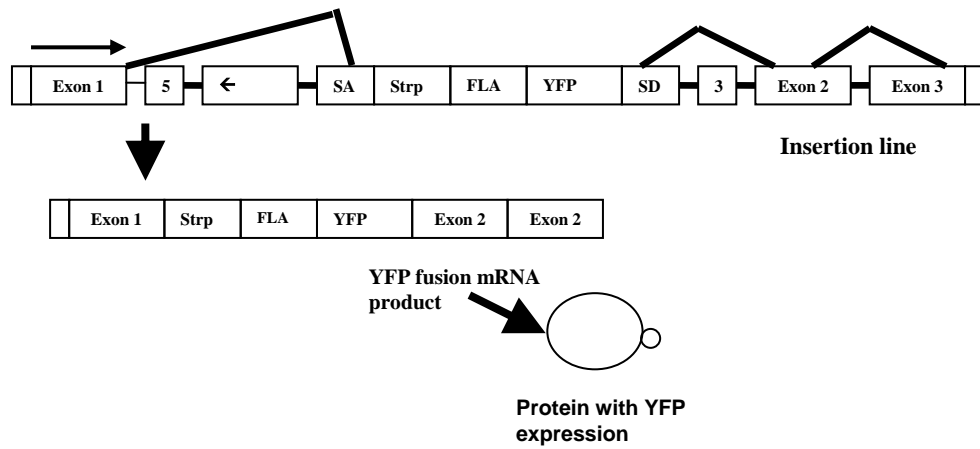 Exon 1 5 ← SA Strp FLA YFP SD 3 Exon 2 Exon 3
Insertion line
Exon 1 Strp FLA YFP Exon 2 Exon 2
YFP fusion mRNA
product
Protein with YFP
expression